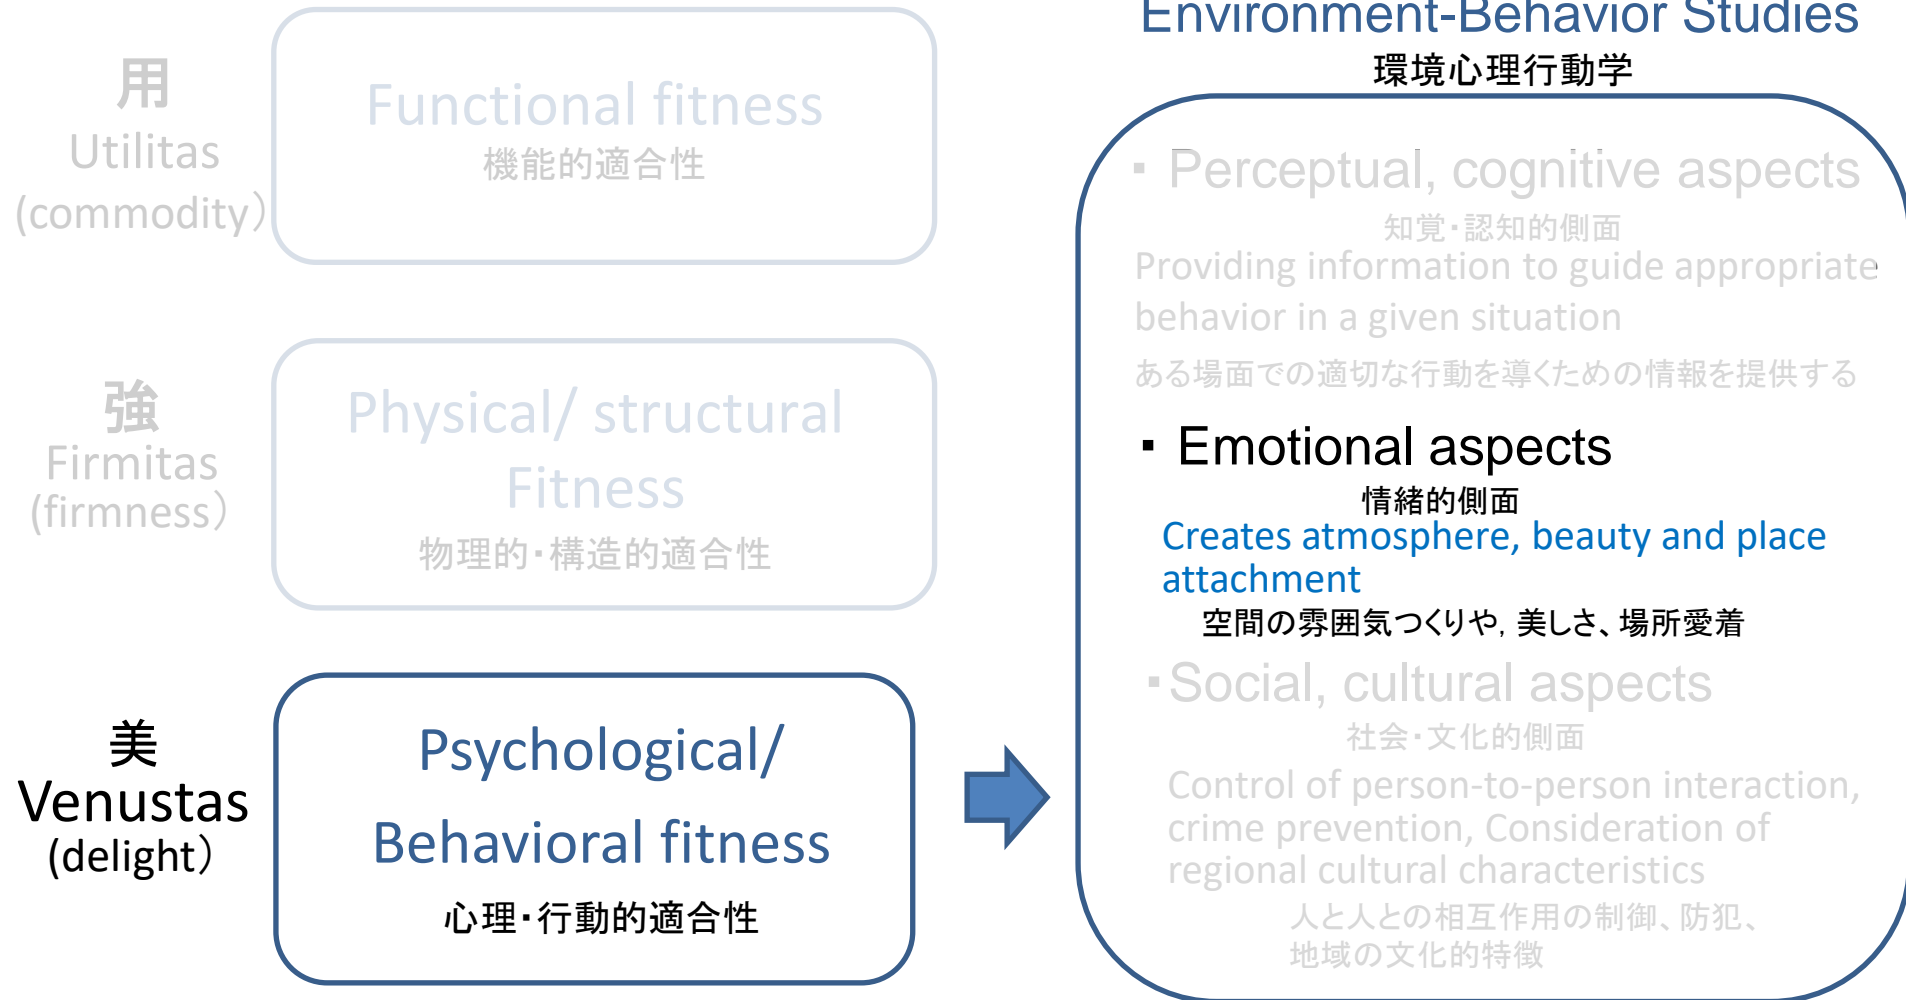 用
Utilitas
(commodity）
Functional fitness
機能的適合性
強
Firmitas
(firmness）
Physical/ structural
Fitness
物理的・構造的適合性
美
Venustas
(delight）
Psychological/
Behavioral fitness
心理・行動的適合性
Environment-Behavior Studies
環境心理行動学
▪ Perceptual, cognitive aspects
知覚・認知的側面
Providing information to guide appropriate
behavior in a given situation
ある場面での適切な行動を導くための情報を提供する
▪ Emotional aspects
情緒的側面
Creates atmosphere, beauty and place
attachment
空間の雰囲気つくりや, 美しさ、場所愛着
▪Social, cultural aspects
社会・文化的側面
Control of person-to-person interaction,
crime prevention, Consideration of
regional cultural characteristics
人と人との相互作用の制御、防犯、
地域の文化的特徴